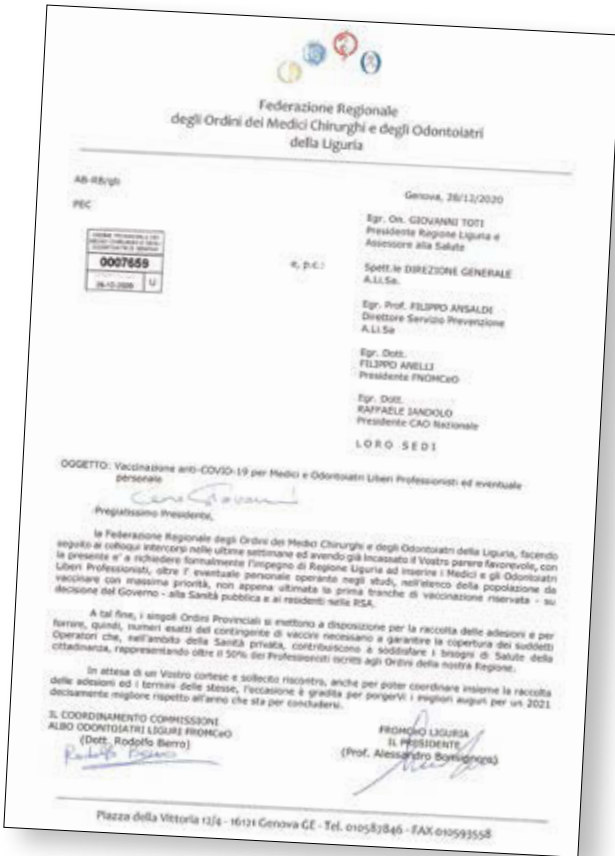 Federazione Regionale
degli Ordini dei Medici Chirurghi e degli Odontoiatri
della Liguria
AB-RB/gb
PEC
Genova, 28/12/2020
Egr. On. GIOVANNI TOTI
Presidente Regione Liguria e
Assessore alla Salute
ORDINE PROVINCIALE DEI
MEDICI CHIRURGHI E DEGLI
ODONTOIATRI DI GENOVA
0007659
28-12-2020 U
e, p.c.:
Spett.le DIREZIONE GENERALE
A.Li.Sa.
Egr. Prof. FILIPPO ANSALDI
Direttore Servizio Prevenzione
A.Li.Sa
Egr. Dott.
FILIPPO ANELLI
Presidente FNOMCeO
Egr. Dott.
RAFFAELE IANDOLO
Presidente CAO Nazionale
LORO SEDI
OGGETTO: Vaccinazione anti-COVID-19 per Medici e Odontoiatri Liberi Professionisti ed eventuale
personale
Caro Giovanni
Pregiatissimo Presidente,
la Federazione Regionale degli Ordini dei Medici Chirurghi e degli Odontoiatri della Liguria, facendo
seguito ai colloqui intercorsi nelle ultime settimane ed avendo già incassato il Vostro parere favorevole, con
la presente e' a richiedere formalmente l'impegno di Regione Liguria ad inserire i Medici e gli Odontoiatri
Liberi Professionisti, oltre l' eventuale personale operante negli studi, nell'elenco della popolazione da
vaccinare con massima priorità, non appena ultimata la prima tranche di vaccinazione riservata - su
decisione del Governo - alla Sanità pubblica e ai residenti nelle RSA.
A tal fine, i singoli Ordini Provinciali si mettono a disposizione per la raccolta delle adesioni e per
fornire, quindi, numeri esatti del contingente di vaccini necessario a garantire la copertura dei suddetti
Operatori che, nell'ambito della Sanità privata, contribuiscono a soddisfare i bisogni di Salute della
cittadinanza, rappresentando oltre il 50% dei Professionisti iscritti agli Ordini della nostra Regione.
In attesa di un Vostro cortese e sollecito riscontro, anche per poter coordinare insieme la raccolta
delle adesioni ed i termini delle stesse, l'occasione è gradita per porgervi i migliori auguri per un 2021
decisamente migliore rispetto all'anno che sta per concludersi.
IL COORDINAMENTO COMMISSIONI
ALBO ODONTOIATRI LIGURI FROMCeO
(Dott. Rodolfo Berro)
Rodolfo Berro
FROMCeO LIGURIA
IL PRESIDENTE
(Prof. Alessandro Bonsignore)
Piazza della Vittoria 12/4 - 16121 Genova GE - Tel. 010587846 - FAX 010593558